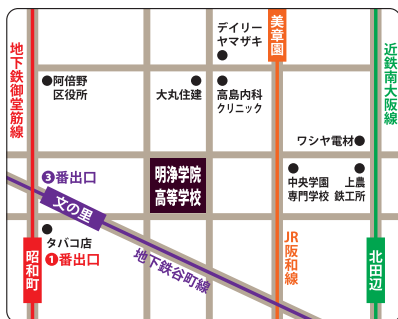 デイリー
ヤマザキ
美章園
地下鉄御堂筋線
近鉄南大阪線
阿倍野
区役所
大丸住建
高島内科
クリニック
ワシヤ電材
明浄学院
高等学校
中央学園
専門学校
上農
鉄工所
❸番出口
文の里
タバコ店
❶番出口
昭和町
地下鉄谷町線
JR阪和線
北田辺